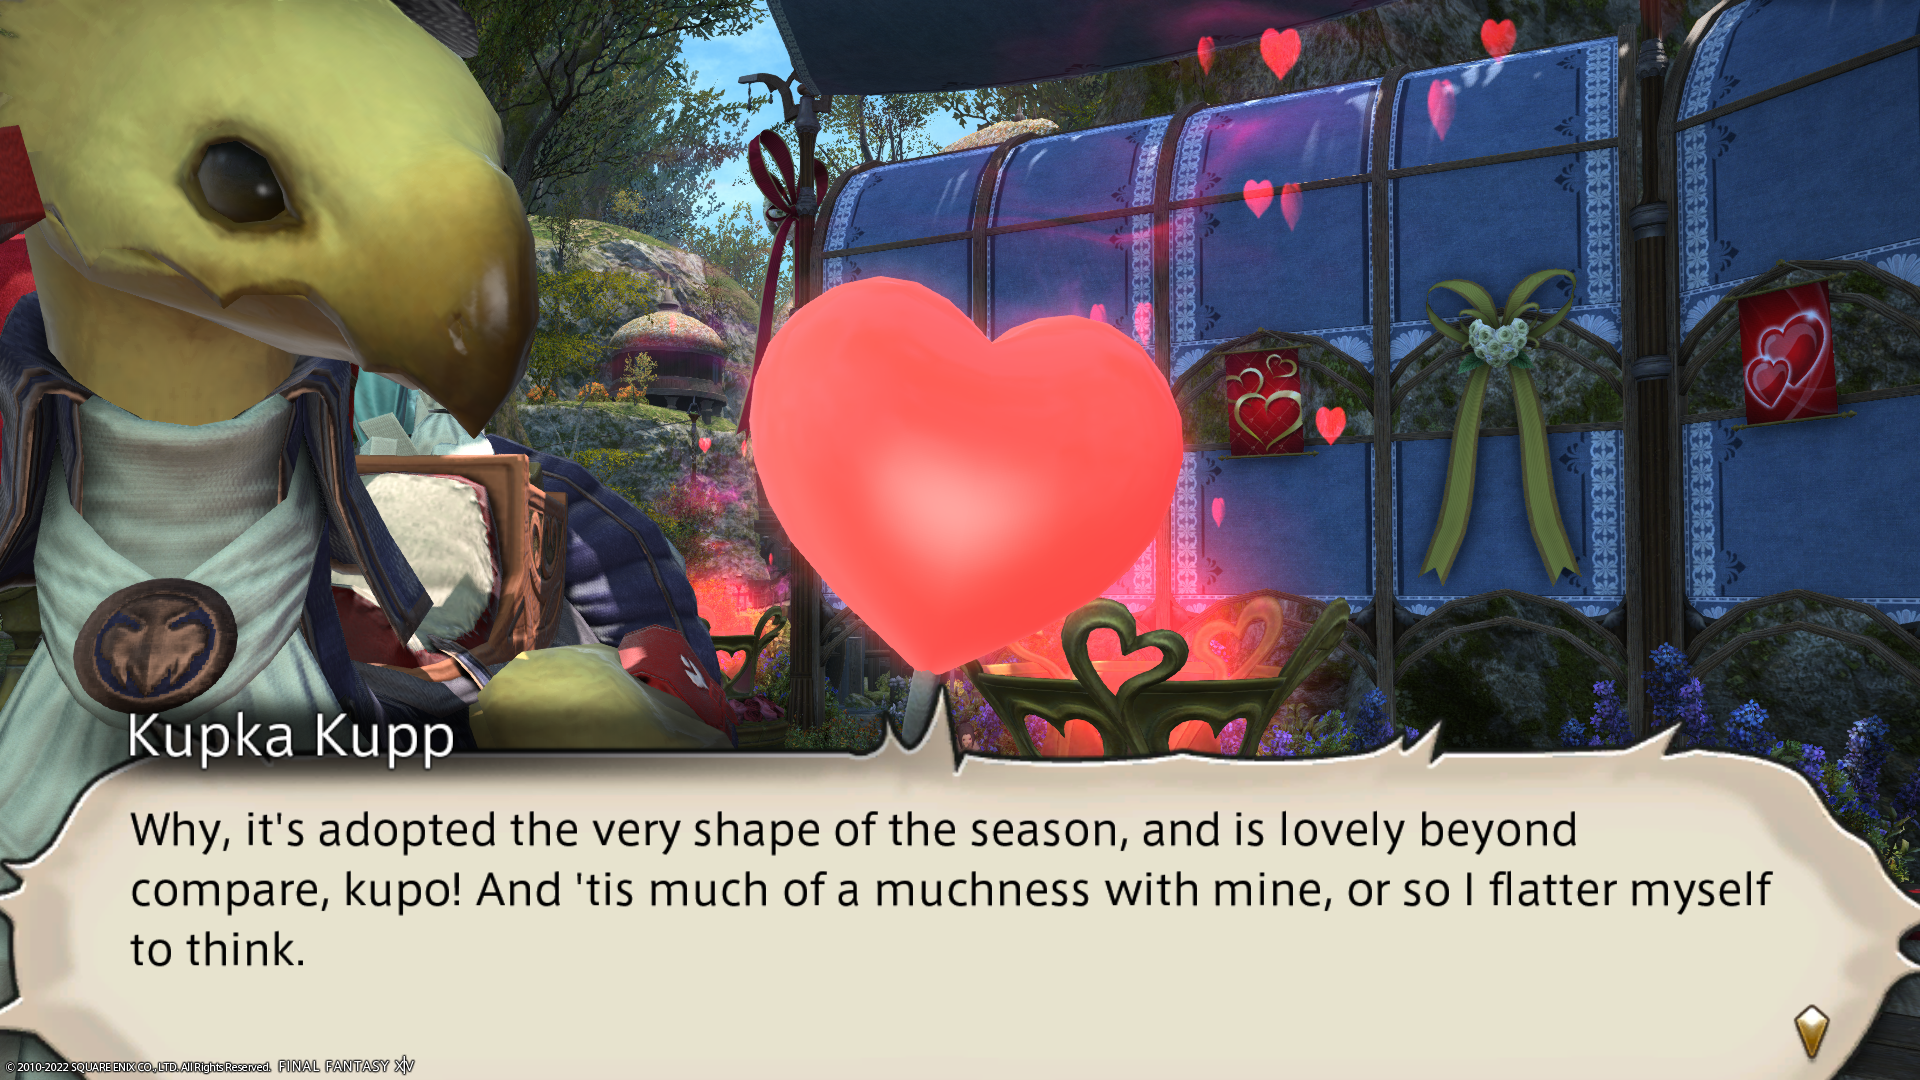 Kupka Kupp
Why, it's adopted the very shape of the season, and is lovely beyond
compare, kupo! And 'tis much of a muchness with mine, or so I flatter myself
to think.
© 2010-2022 SQUARE ENIX CO., LTD. All Rights Reserved. FINAL FANTASY XIV